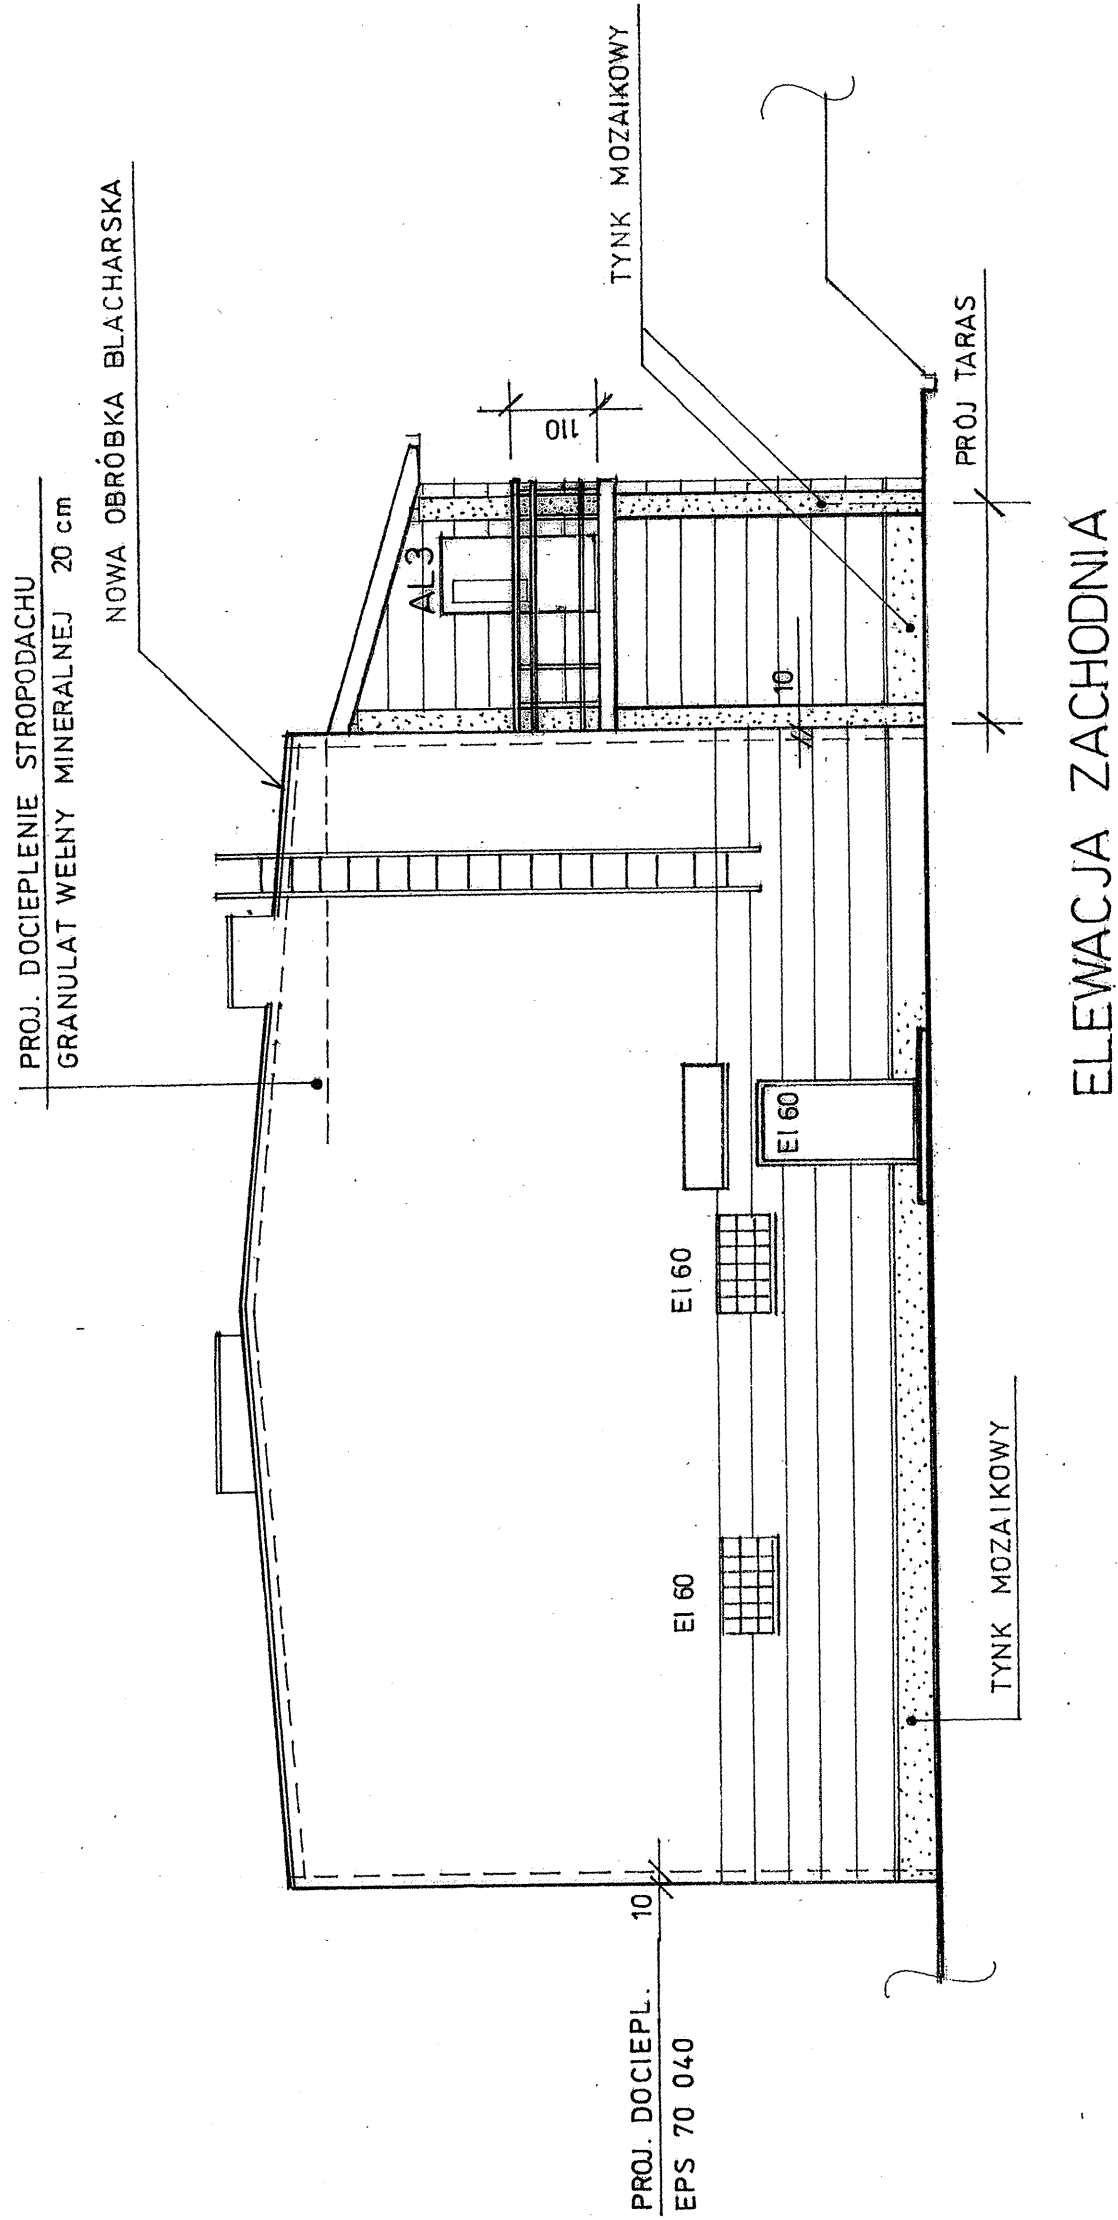 PROJ. DOCIEPLENIE STROPODACHU
GRANULAT WEŁNY MINERALNEJ 20 cm
NOWA OBRÓBKA BLACHARSKA
TYNK MOZAIKOWY
AL3
110
10
PROJ TARAS
EI 60
EI 60
EI 60
PROJ. DOCIEPL. 10
EPS 70 040
TYNK MOZAIKOWY
ELEWACJA ZACHODNIA